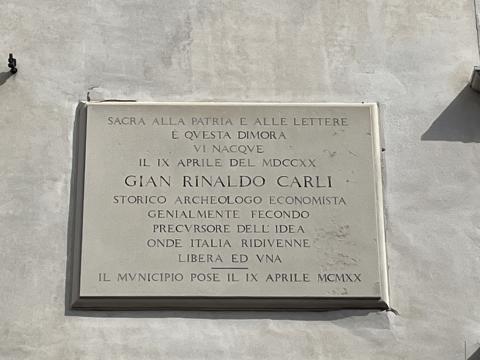 SACRA ALLA PATRIA E ALLE LETTERE
È QVESTA DIMORA
VI NACQVE
IL IX APRILE DEL MDCCXX
GIAN RINALDO CARLI
STORICO ARCHEOLOGO ECONOMISTA
GENIALMENTE FECONDO
PRECVRSORE DELL'IDEA
ONDE ITALIA RIDIVENNE
LIBERA ED VNA
IL MVNICIPIO POSE IL IX APRILE MCMXX